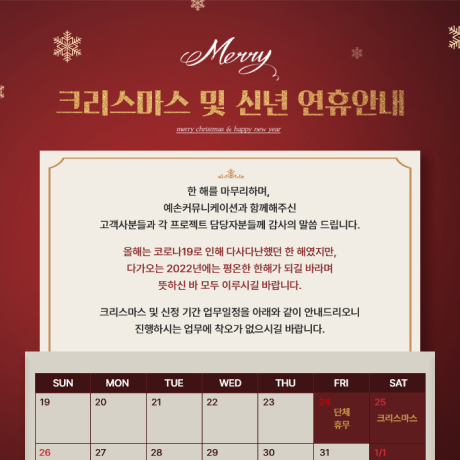 Merry
크리스마스 및 신년 연휴안내
merry christmas & happy new year
한 해를 마무리하며,
예손커뮤니케이션과 함께해주신
고객사분들과 각 프로젝트 담당자분들께 감사의 말씀 드립니다.
올해는 코로나19로 인해 다사다난했던 한 해였지만,
다가오는 2022년에는 평온한 한해가 되길 바라며
뜻하신 바 모두 이루시길 바랍니다.
크리스마스 및 신정 기간 업무일정을 아래와 같이 안내드리오니
진행하시는 업무에 착오가 없으시길 바랍니다.
SUN MON TUE WED THU FRI SAT
19 20 21 22 23 24 25
단체 크리스마스
휴무
26 27 28 29 30 31 1/1